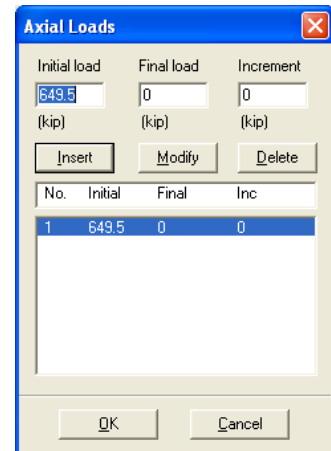 Axial Loads
Initial load Final load Increment
649.5 0 0
(kip) (kip) (kip)
Insert Modify Delete
No. Initial Final Inc
1 649.5 0 0
OK Cancel